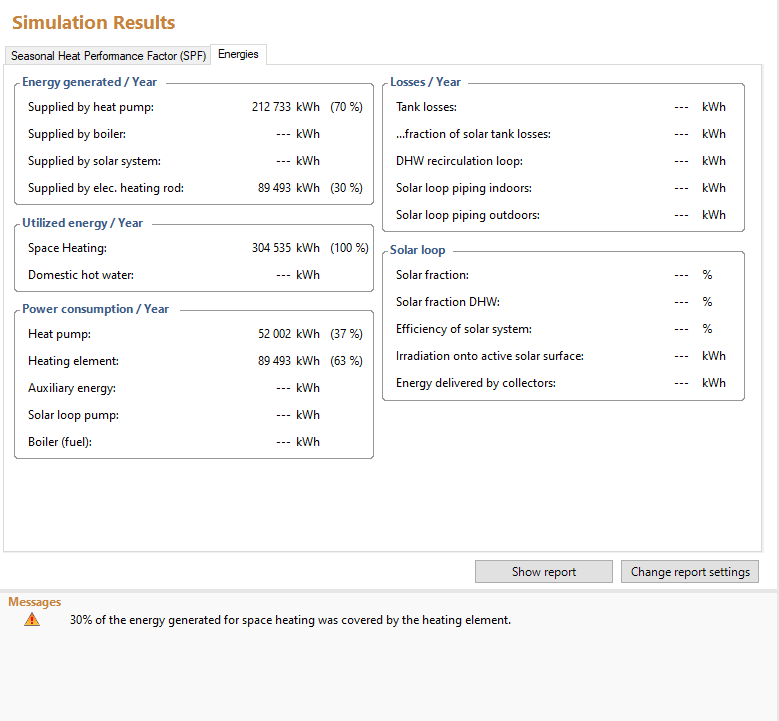 Simulation Results
Seasonal Heat Performance Factor (SPF)
Energies
Energy generated / Year
Supplied by heat pump: 212 733 kWh (70 %)
Supplied by boiler: --- kWh
Supplied by solar system: --- kWh
Supplied by elec. heating rod: 89 493 kWh (30 %)
Utilized energy / Year
Space Heating: 304 535 kWh (100 %)
Domestic hot water: --- kWh
Power consumption / Year
Heat pump: 52 002 kWh (37 %)
Heating element: 89 493 kWh (63 %)
Auxiliary energy: --- kWh
Solar loop pump: --- kWh
Boiler (fuel): --- kWh
Losses / Year
Tank losses: --- kWh
...fraction of solar tank losses: --- kWh
DHW recirculation loop: --- kWh
Solar loop piping indoors: --- kWh
Solar loop piping outdoors: --- kWh
Solar loop
Solar fraction: --- %
Solar fraction DHW: --- %
Efficiency of solar system: --- %
Irradiation onto active solar surface: --- kWh
Energy delivered by collectors: --- kWh
Show report
Change report settings
Messages
30% of the energy generated for space heating was covered by the heating element.